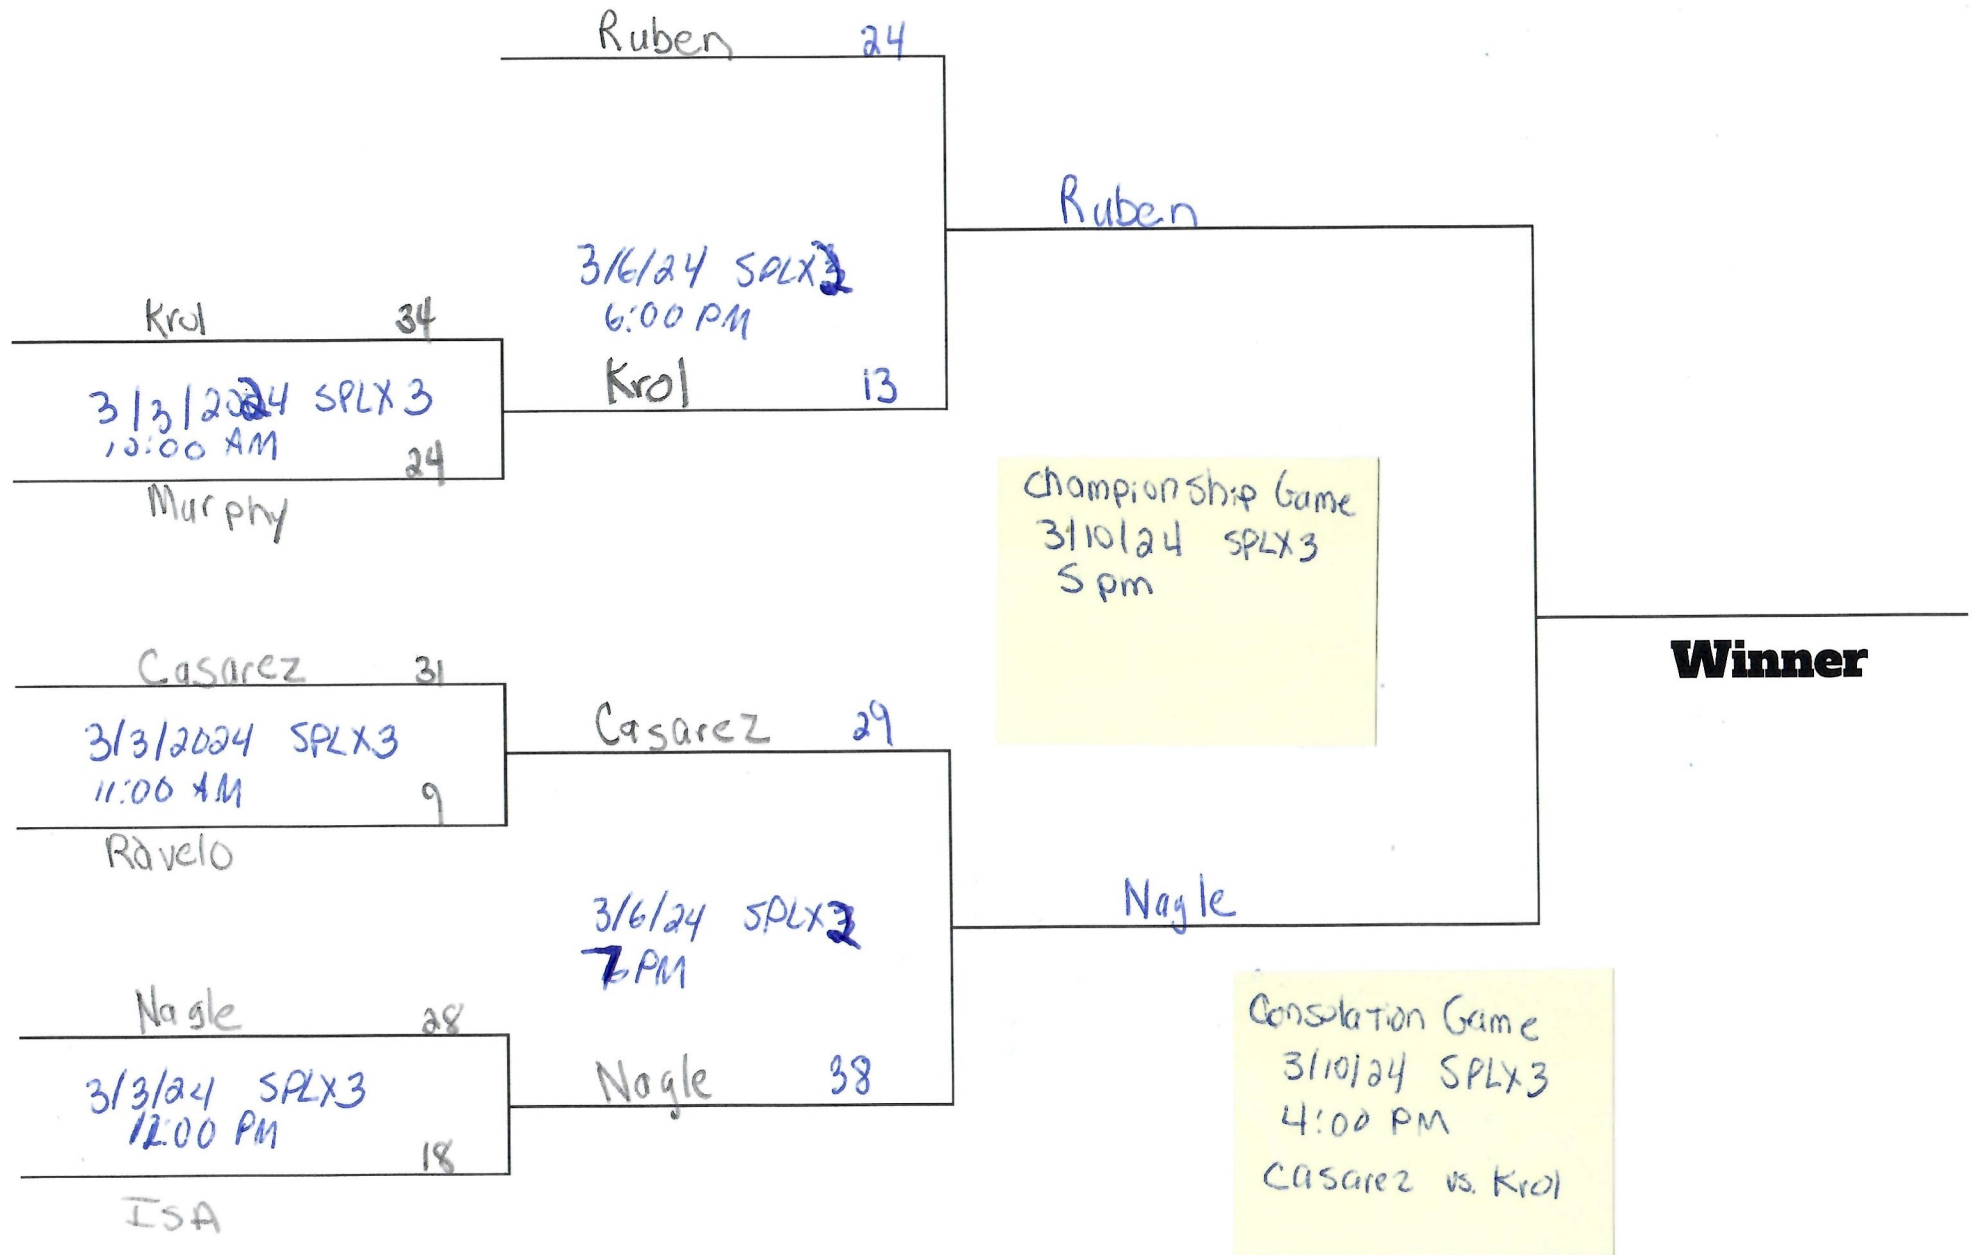 Ruben 24
Ruben
3/6/24 SPLX
6:00 PM
Krol 34
Krol 13
3/3/2024 SPLX 3
10:00 AM
24
Murphy
Championship Game
3/10/24 SPLX3
5 pm
Winner
Casarez 31
Casarez 29
3/3/2024 SPLX3
11:00 AM
9
Ravelo
Nagle
3/6/24 SPLX
7 PM
Nagle 28
Nagle 38
3/3/24 SPLX3
12:00 PM
18
ISA
Consolation Game
3/10/24 SPLX3
4:00 PM
Casarez vs. Krol